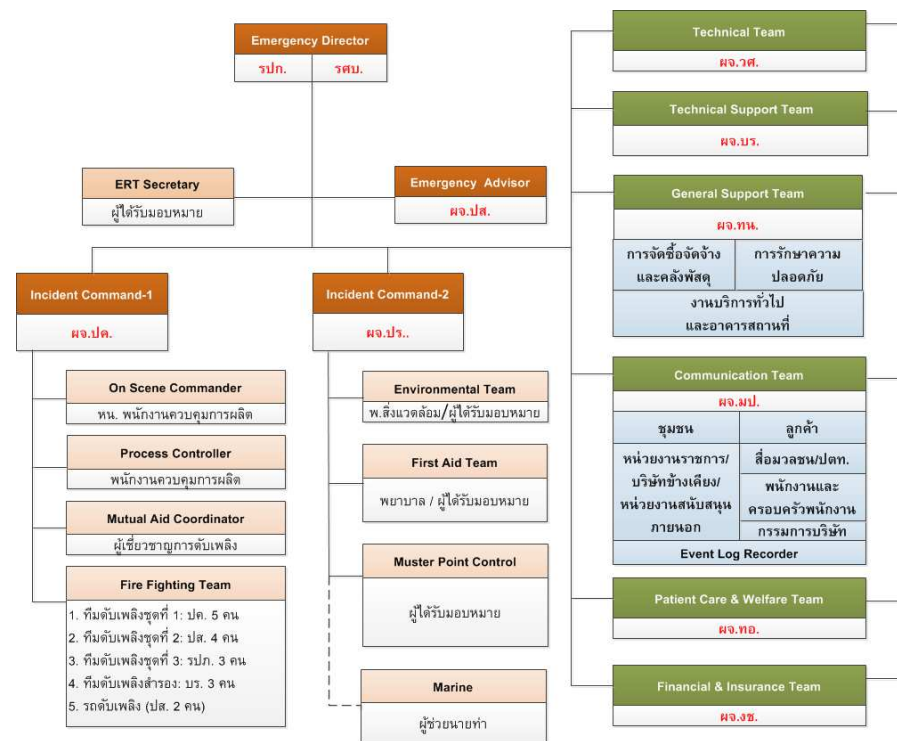 Emergency Director
รปก. รศบ.
ERT Secretary
ผู้ได้รับมอบหมาย
Emergency Advisor
ผจ.ปส.
Incident Command-1
ผจ.ปค.
On Scene Commander
หน. พนักงานควบคุมการผลิต
Process Controller
พนักงานควบคุมการผลิต
Mutual Aid Coordinator
ผู้เชี่ยวชาญการดับเพลิง
Fire Fighting Team
1. ทีมดับเพลิงชุดที่ 1: ปค. 5 คน
2. ทีมดับเพลิงชุดที่ 2: ปส. 4 คน
3. ทีมดับเพลิงชุดที่ 3: รปภ. 3 คน
4. ทีมดับเพลิงสำรอง: บร. 3 คน
5. รถดับเพลิง (ปส. 2 คน)
Incident Command-2
ผจ.ปร..
Environmental Team
พ.สิ่งแวดล้อม/ผู้ได้รับมอบหมาย
First Aid Team
พยาบาล / ผู้ได้รับมอบหมาย
Muster Point Control
ผู้ได้รับมอบหมาย
Marine
ผู้ช่วยนายท่า
Technical Team
ผจ.วศ.
Technical Support Team
ผจ.บร.
General Support Team
ผจ.ทน.
การจัดซื้อจัดจ้าง
และคลังพัสดุ
การรักษาความ
ปลอดภัย
งานบริการทั่วไป
และอาคารสถานที่
Communication Team
ผจ.มป.
ชุมชน
หน่วยงานราชการ/
บริษัทข้างเคียง/
หน่วยงานสนับสนุน
ภายนอก
ลูกค้า
สื่อมวลชน/ปตท.
พนักงานและ
ครอบครัวพนักงาน
กรรมการบริษัท
Event Log Recorder
Patient Care & Welfare Team
ผจ.ทอ.
Financial & Insurance Team
ผจ.งช.